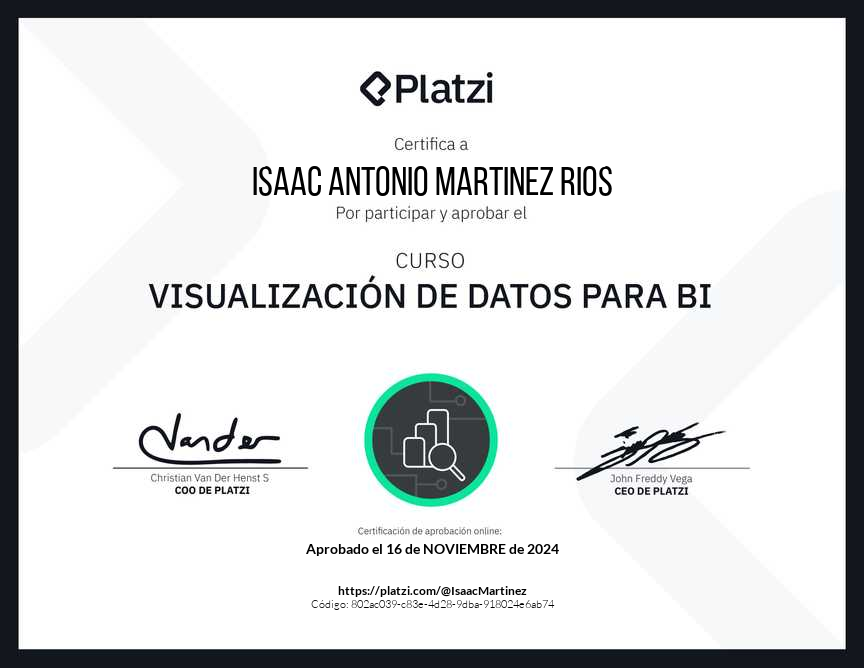 Platzi
Certifica a
ISAAC ANTONIO MARTINEZ RIOS
Por participar y aprobar el
CURSO
VISUALIZACIÓN DE DATOS PARA BI
Vander
Christian Van Der Henst S
COO DE PLATZI
John Freddy Vega
CEO DE PLATZI
Certificación de aprobación online:
Aprobado el 16 de NOVIEMBRE de 2024
https://platzi.com/@IsaacMartinez
Código: 802ac039-c83e-4d28-9dba-918024e6ab74